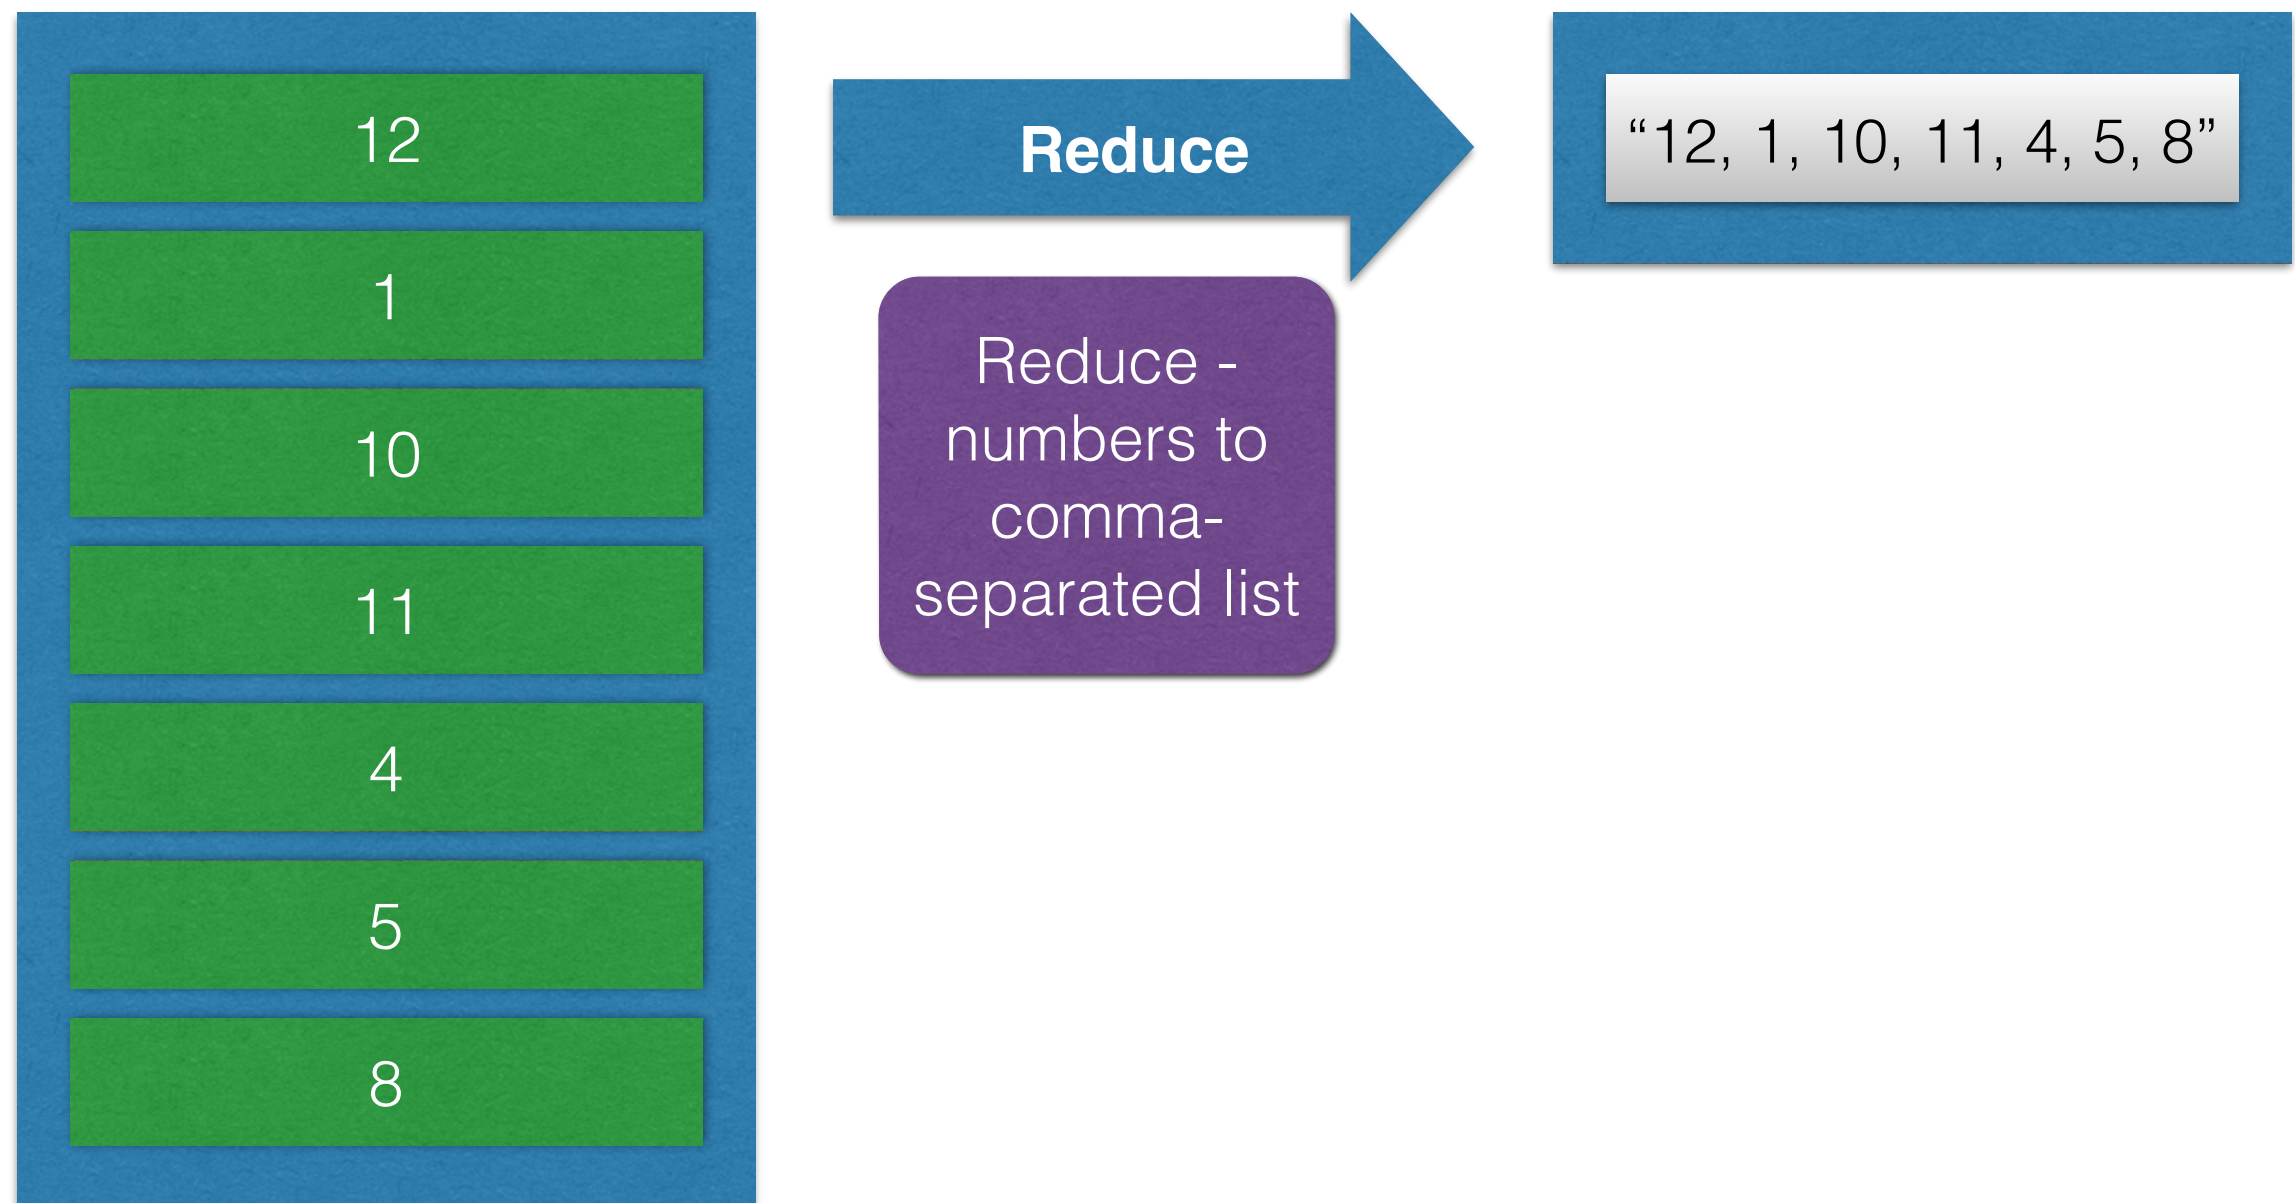 12
1
10
11
4
5
8
Reduce
Reduce -
numbers to
comma-
separated list
“12, 1, 10, 11, 4, 5, 8”